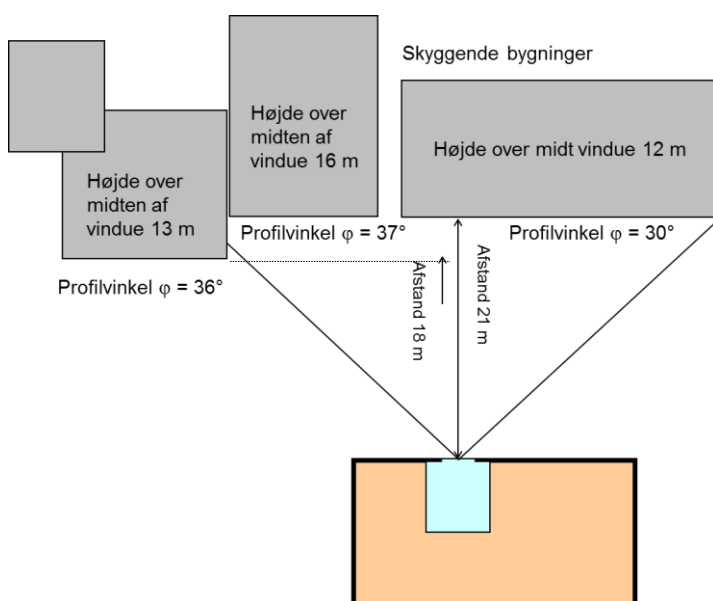 Skyggende bygninger
Højde over
midten af
vindue 16 m
Højde over midt vindue 12 m
Højde over
midten af
vindue 13 m
Profilvinkel φ = 37°
Profilvinkel φ = 30°
Profilvinkel φ = 36°
Afstand 18 m
Afstand 21 m